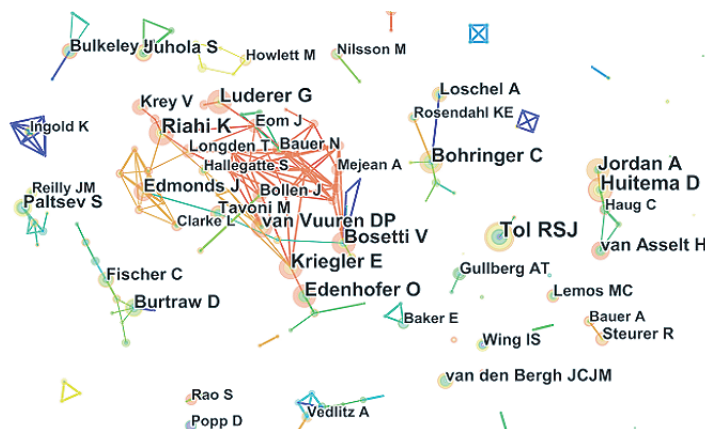 Bulkeley
Juhola S
Howlett M
Nilsson M
Krey V
Luderer G
Loschel A
Ingold K
Riahi K
Eom J
Rosendahl KE
Longden T
Bauer N
Hallegatte S
Mejean A
Bohringer C
Jordan A
Reilly JM
Edmonds J
Bollen J
Huitema D
Paltsev S
Tavoni M
Haug C
Clarke L
van Vuuren DP
Tol RSJ
Bosetti V
van Asselt H
Kriegler E
Fischer C
Gullberg AT
Burtraw D
Edenhofer O
Lemos MC
Baker E
Bauer A
Wing IS
Steurer R
van den Bergh JCJM
Rao S
Vedlitz A
Popp D